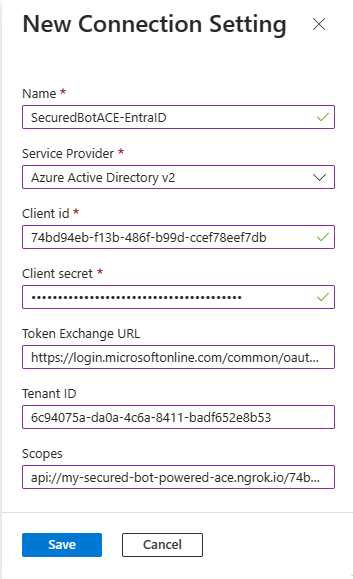 New Connection Setting
Name *
SecuredBotACE-EntraID
Service Provider *
Azure Active Directory v2
Client id *
74bd94eb-f13b-486f-b99d-ccef78eef7db
Client secret *
••••••••••••••••••••••••••••••••••••••••
Token Exchange URL
https://login.microsoftonline.com/common/oaut...
Tenant ID
6c94075a-da0a-4c6a-8411-badf652e8b53
Scopes
api://my-secured-bot-powered-ace.ngrok.io/74b...
Save Cancel